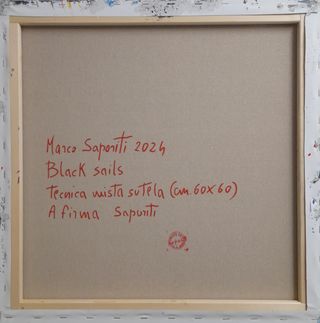 Marco Saporiti 2024
Black sails
tecnica mista su tela (cm. 60x60)
A firma Saporiti